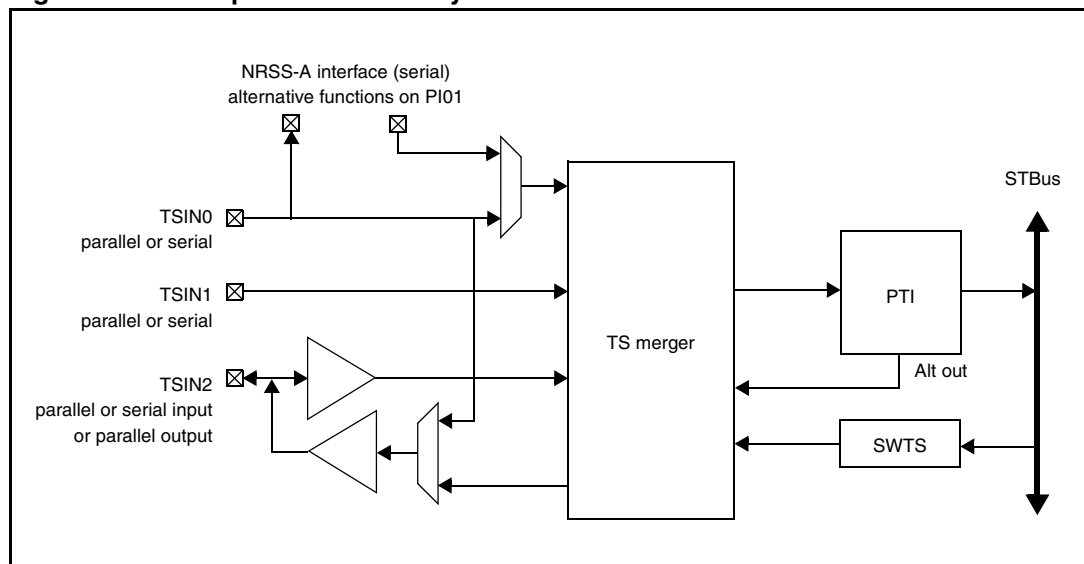 NRSS-A interface (serial)
alternative functions on PI01
STBus
TSIN0
parallel or serial
TSIN1
parallel or serial
PTI
TS merger
Alt out
TSIN2
parallel or serial input
or parallel output
SWTS